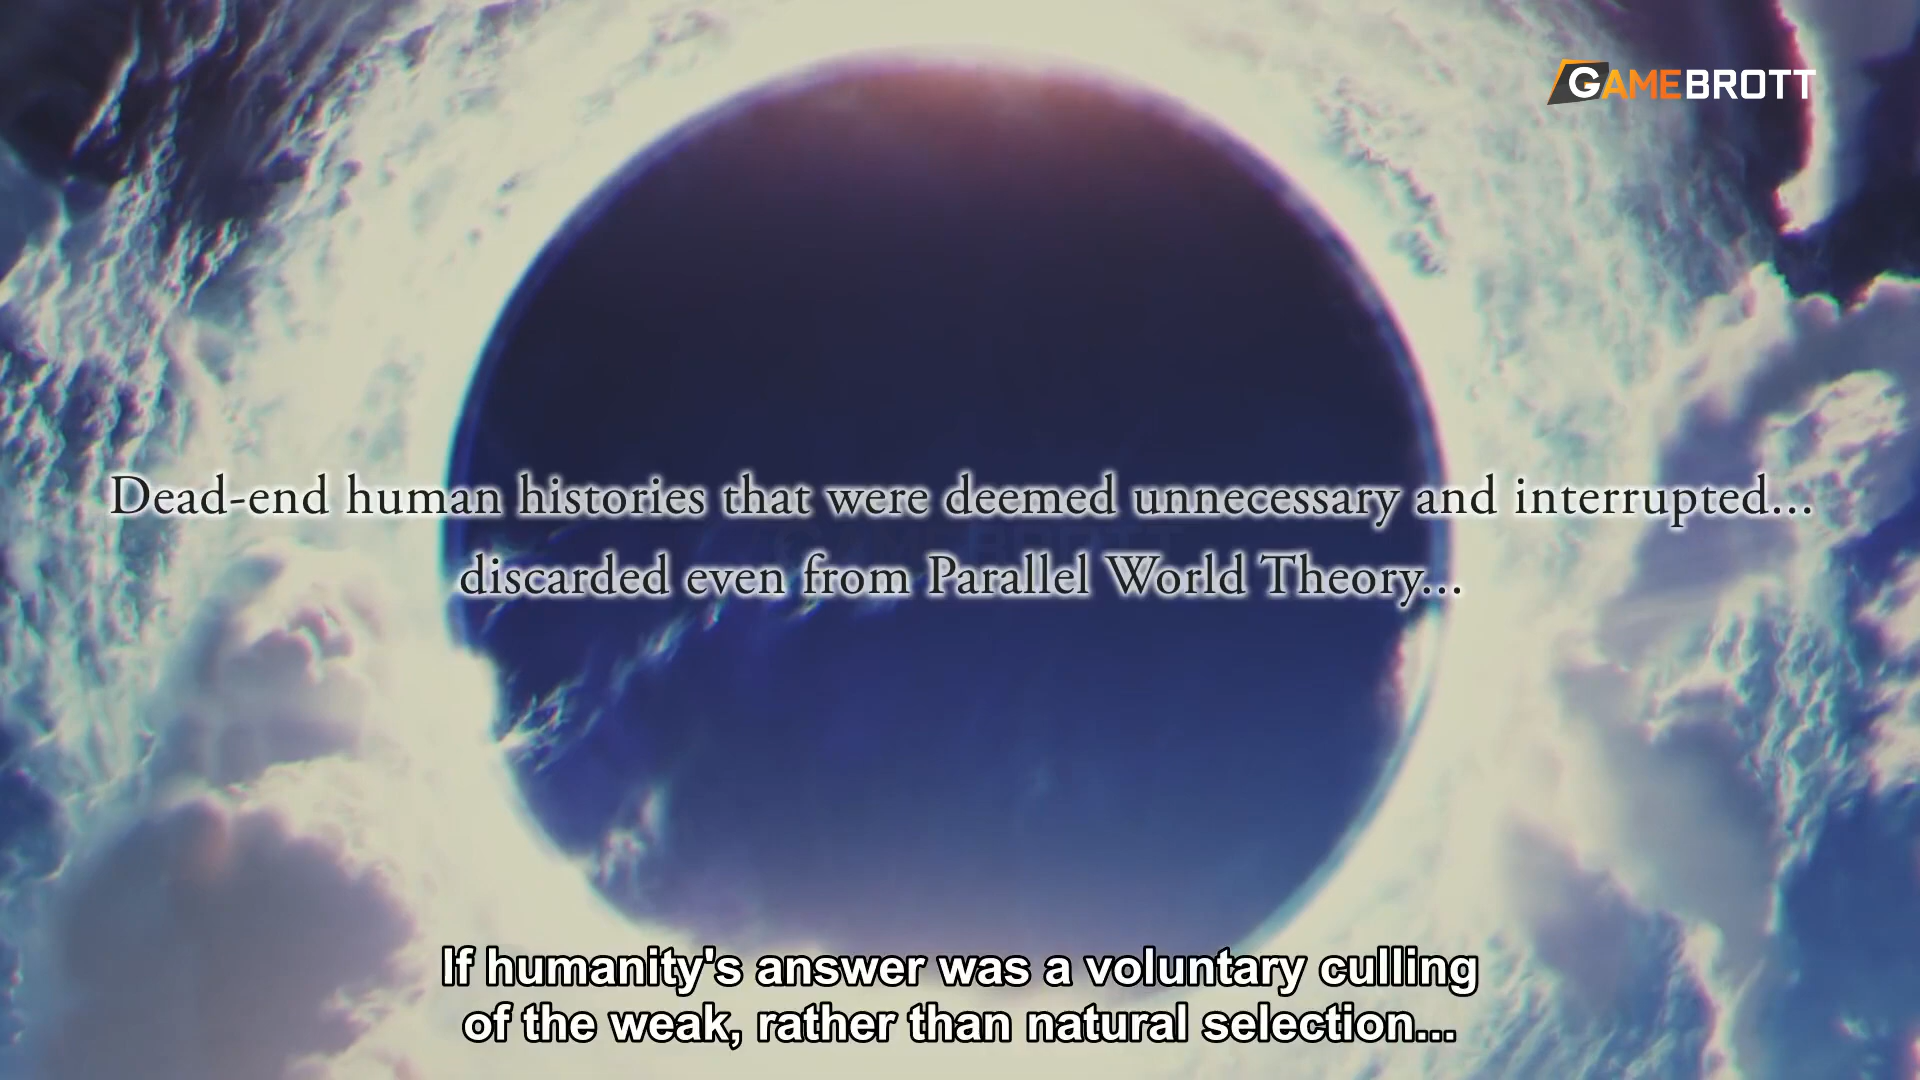 GAMEBROTT
Dead-end human histories that were deemed unnecessary and interrupted...
discarded even from Parallel World Theory...
If humanity's answer was a voluntary culling
of the weak, rather than natural selection...